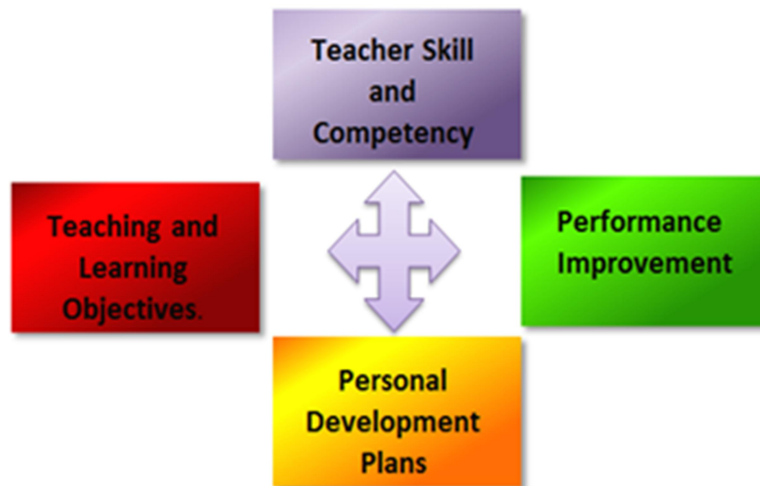 Teacher Skill
and
Competency
Teaching and
Learning
Objectives.
Performance
Improvement
Personal
Development
Plans